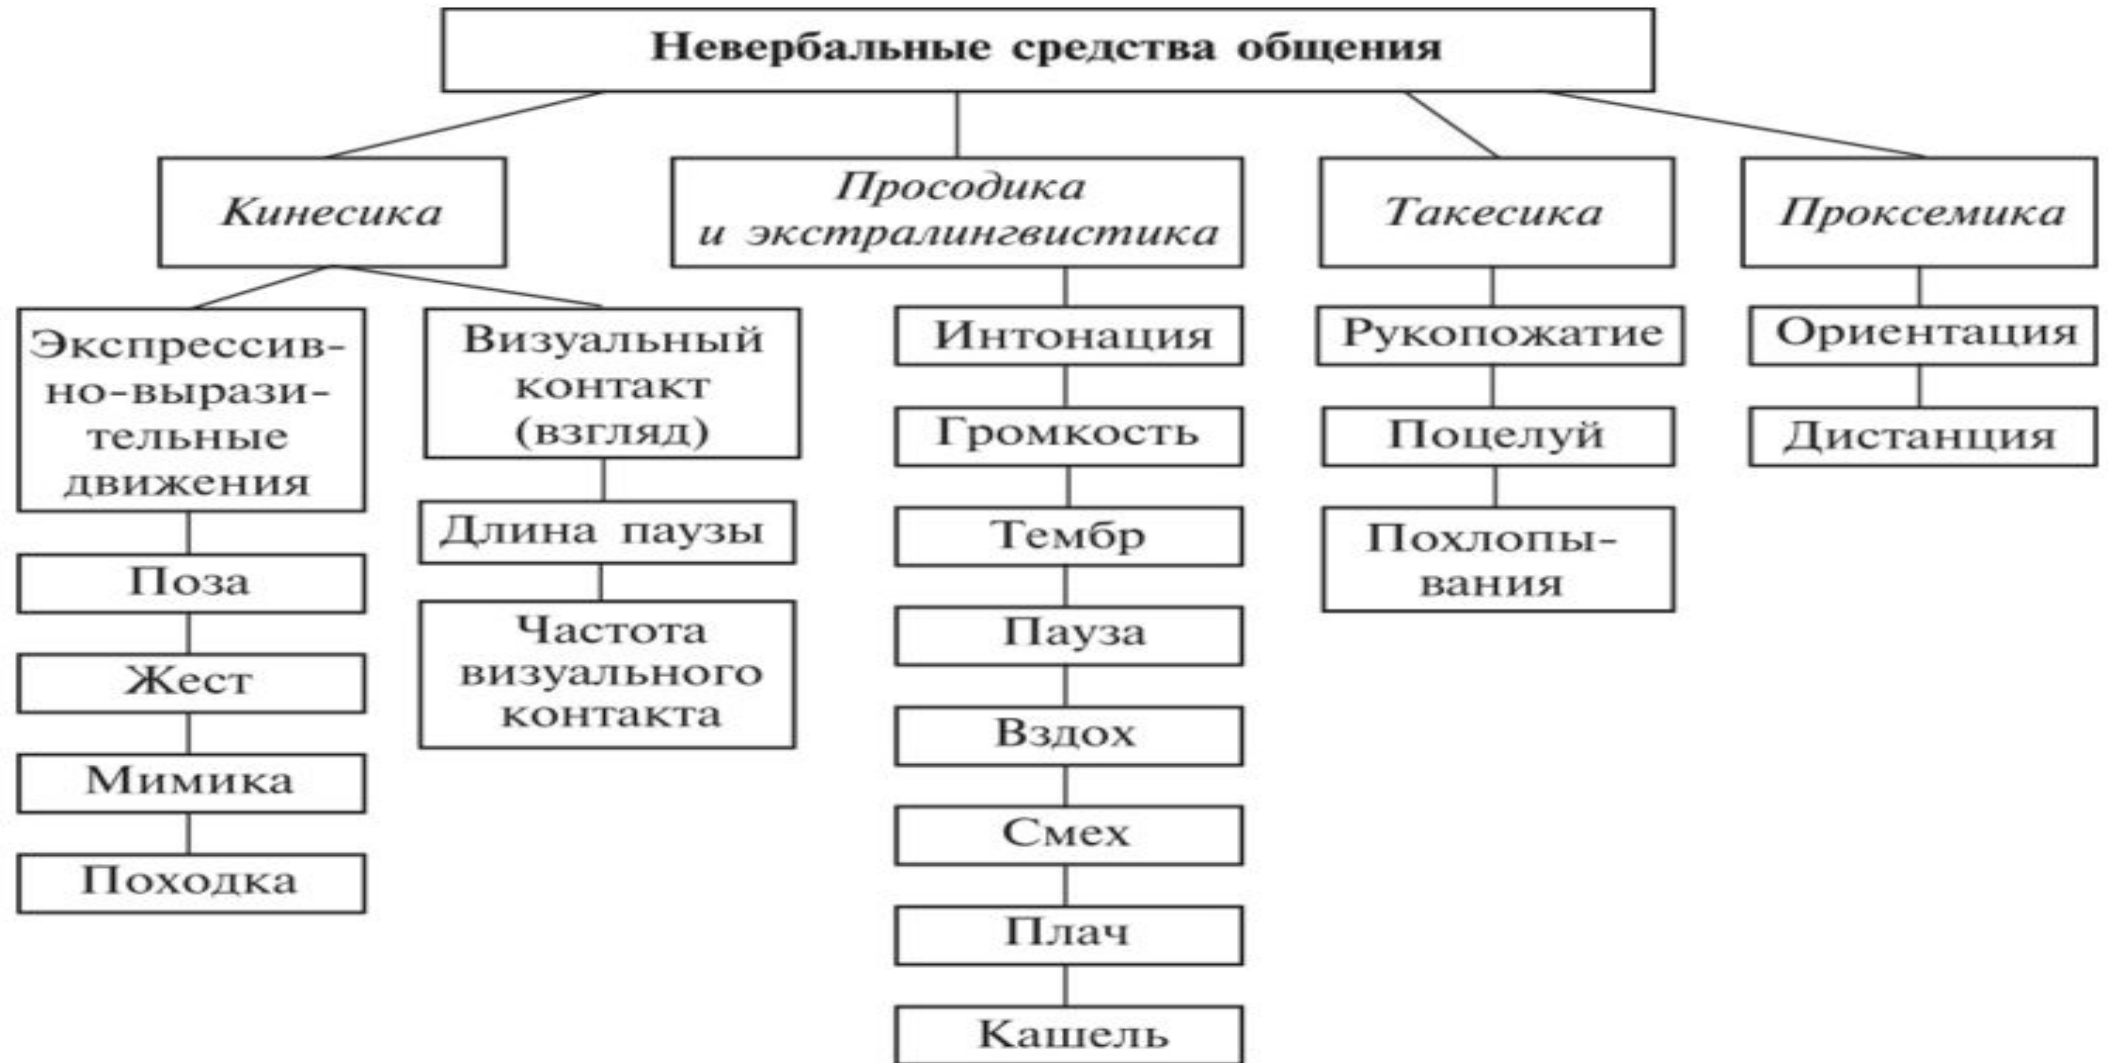 Невербальные средства общения
Кинесика
Просодика
и экстралингвистика
Такесика
Проксемика
Экспрессив-
но-вырази-
тельные
движения
Поза
Жест
Мимика
Походка
Визуальный
контакт
(взгляд)
Длина паузы
Частота
визуального
контакта
Интонация
Громкость
Тембр
Пауза
Вздох
Смех
Плач
Кашель
Рукопожатие
Поцелуй
Похлопы-
вания
Ориентация
Дистанция